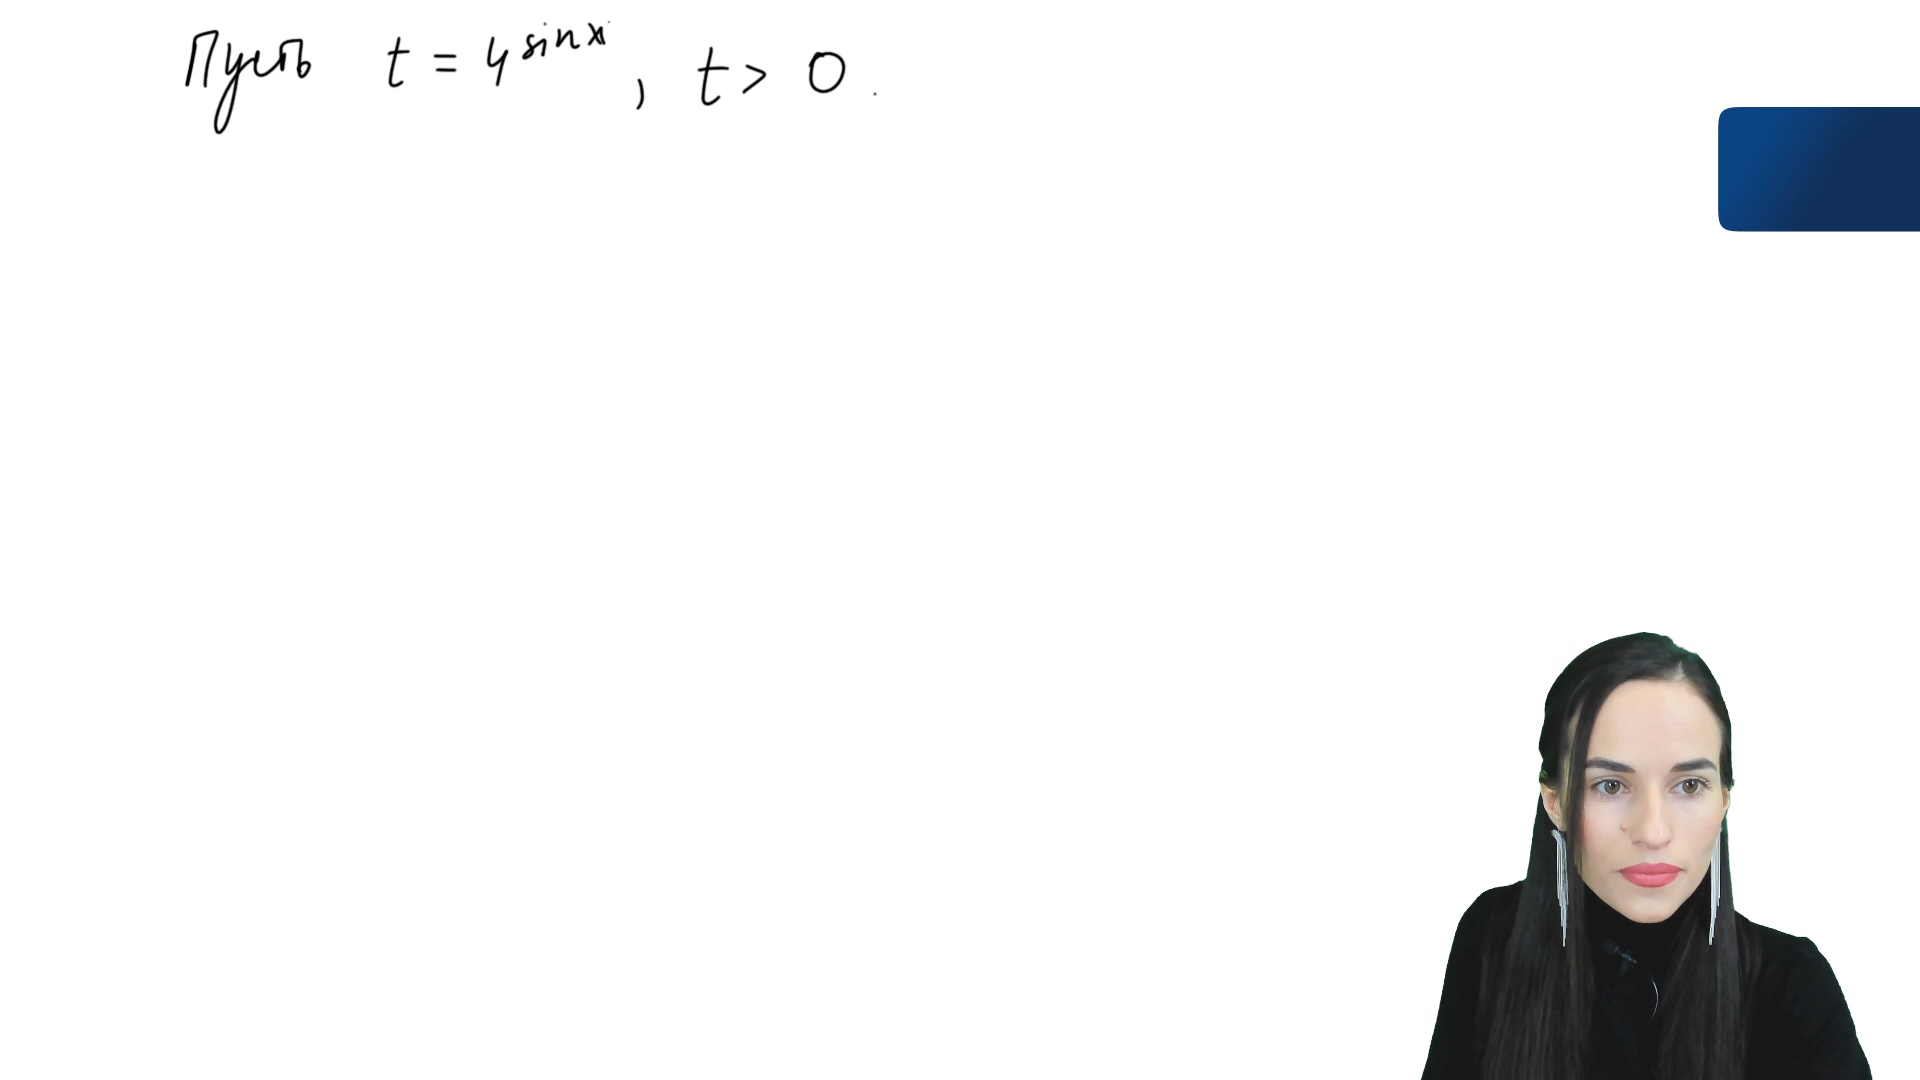 Пусть t = 4^sinx, t > 0.